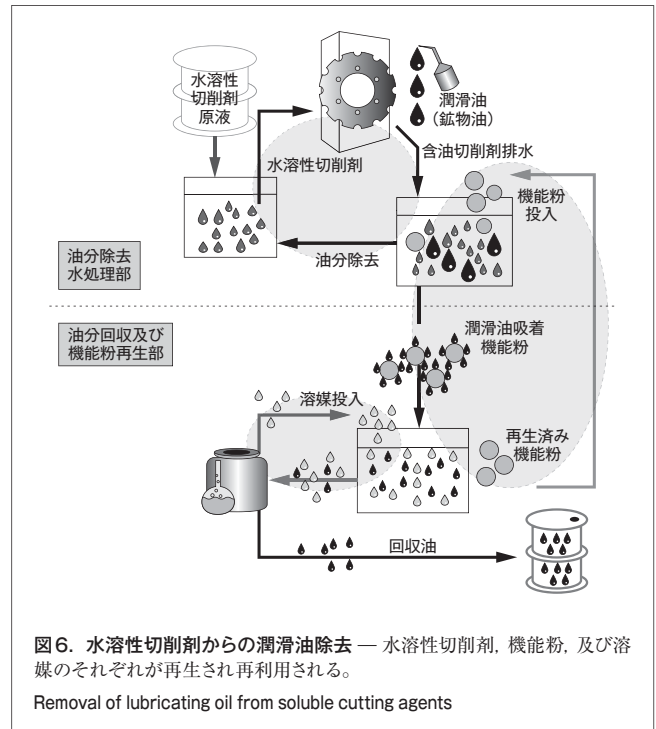 水溶性
切削剤
原液
潤滑油
（鉱物油）
水溶性切削剤
含油切削剤排水
機能粉
投入
油分除去
油分除去
水処理部
油分回収及び
機能粉再生部
潤滑油吸着
機能粉
溶媒投入
再生済み
機能粉
回収油
図6．水溶性切削剤からの潤滑油除去 — 水溶性切削剤，機能粉，及び溶
媒のそれぞれが再生され再利用される。
Removal of lubricating oil from soluble cutting agents